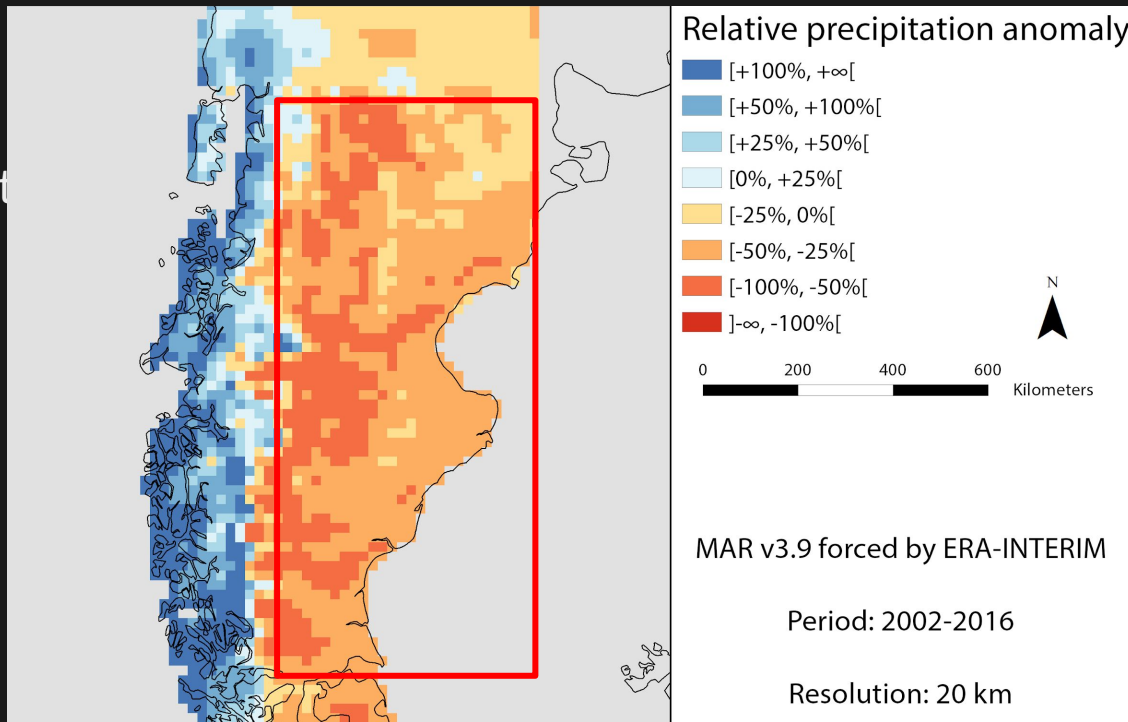 t
Relative precipitation anomaly
[+100%, +∞[
[+50%, +100%[
[+25%, +50%[
[0%, +25%[
[-25%, 0%[
[-50%, -25%[
[-100%, -50%[
]-∞, -100%[
N
0 200 400 600 Kilometers
MAR v3.9 forced by ERA-INTERIM
Period: 2002-2016
Resolution: 20 km